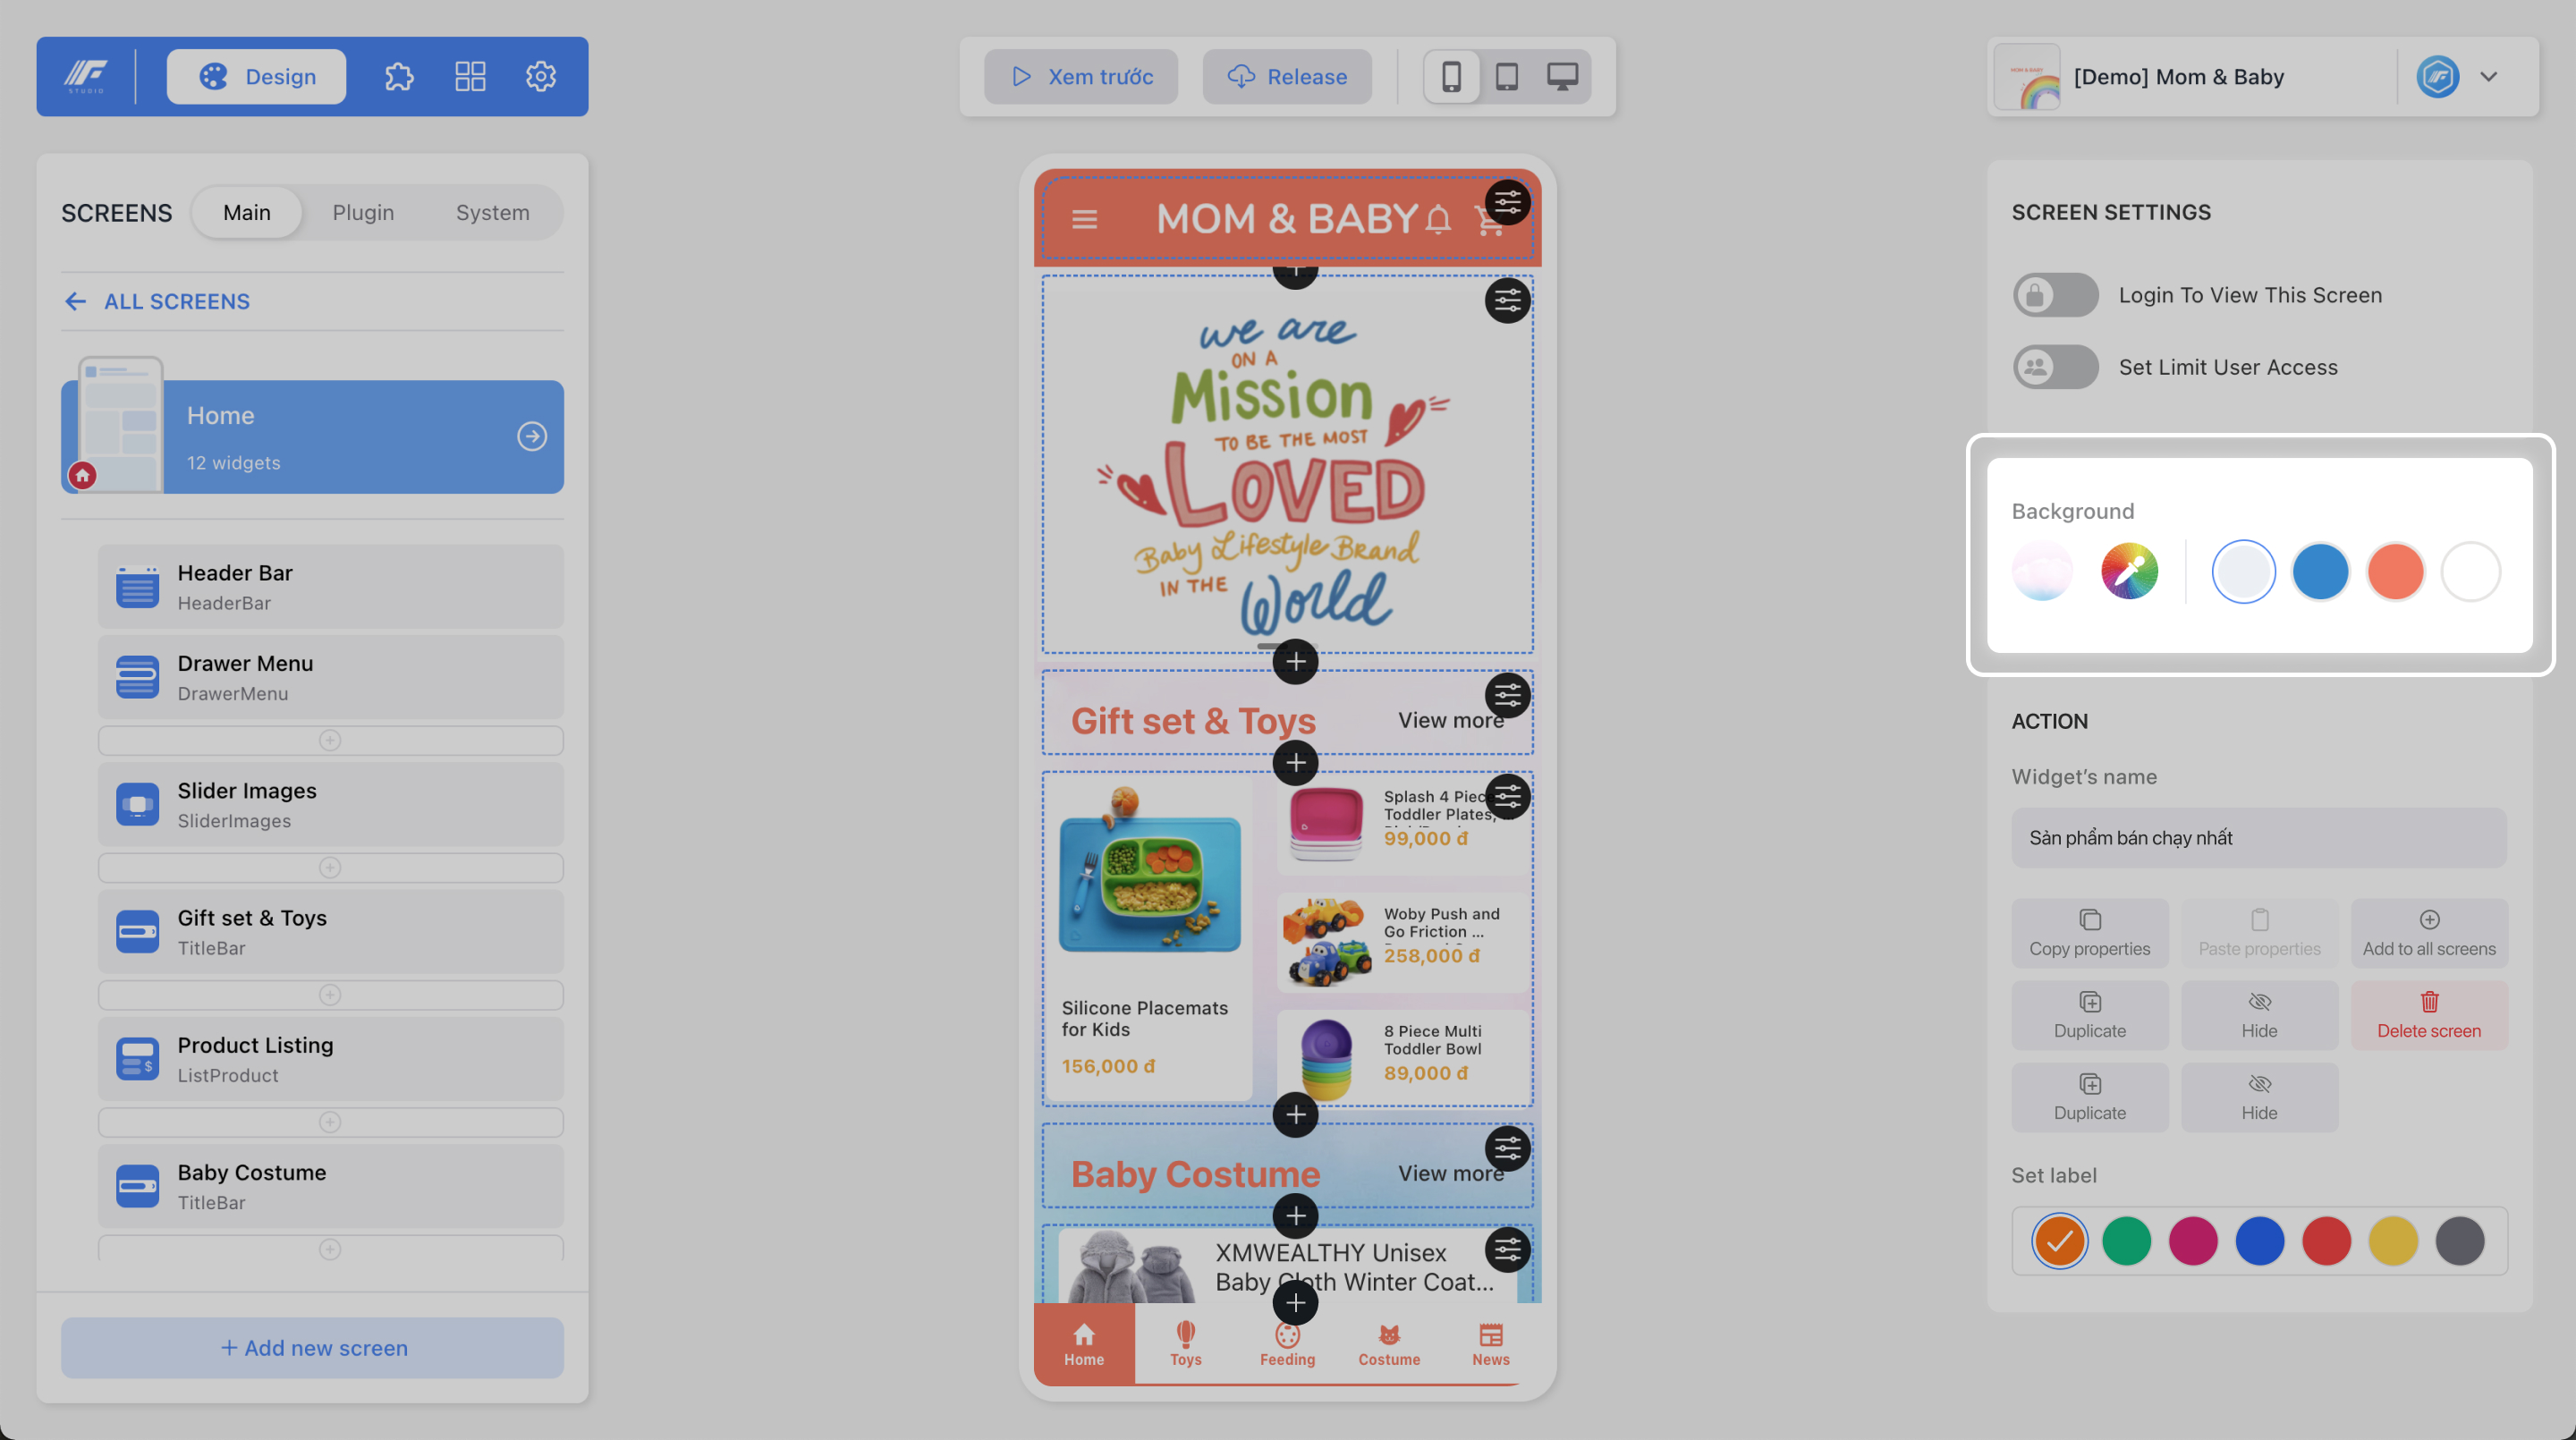 STUDIO
Design
Xem trước
Release
MOM & BABY
[Demo] Mom & Baby
SCREENS
Main
Plugin
System
ALL SCREENS
Home
12 widgets
Header Bar
HeaderBar
Drawer Menu
DrawerMenu
Slider Images
SliderImages
Gift set & Toys
TitleBar
Product Listing
ListProduct
Baby Costume
TitleBar
+ Add new screen
MOM & BABY
we are
ON A
Mission
TO BE THE MOST
LOVED
Baby Lifestyle Brand
IN THE
World
Gift set & Toys
View more
Silicone Placemats
for Kids
156,000 đ
Splash 4 Piec
Toddler Plates, ...
99,000 đ
Woby Push and
Go Friction ...
258,000 đ
8 Piece Multi
Toddler Bowl
89,000 đ
Baby Costume
View more
XMWEALTHY Unisex
Baby Cloth Winter Coat...
Home
Toys
Feeding
Costume
News
SCREEN SETTINGS
Login To View This Screen
Set Limit User Access
Background
ACTION
Widget's name
Sản phẩm bán chạy nhất
Copy properties
Paste properties
Add to all screens
Duplicate
Hide
Delete screen
Duplicate
Hide
Set label